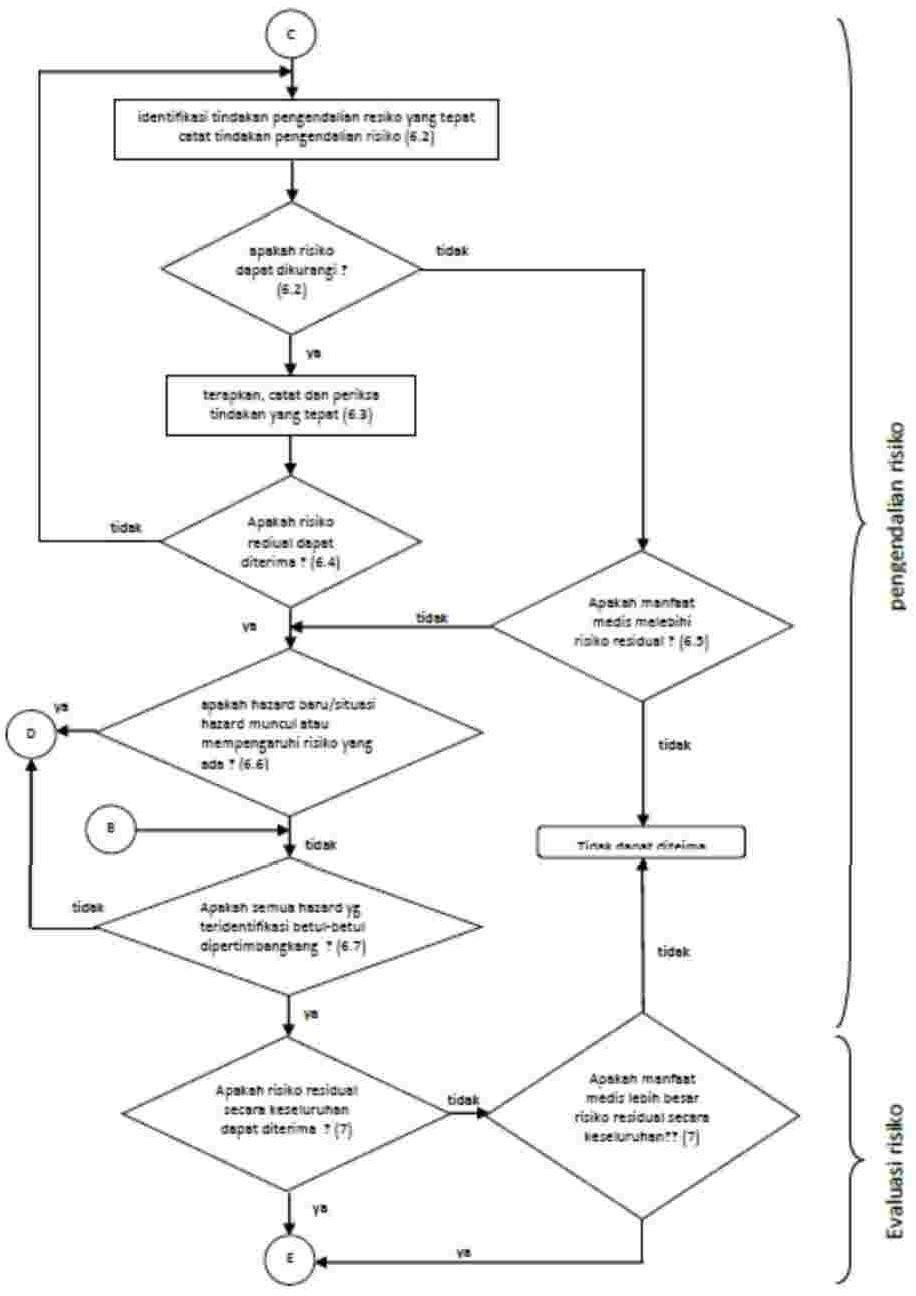 C
identifikasi tindakan pengendalian resiko yang tepat
catat tindakan pengendalian risiko (6.2)
apakah risiko
dapat dikurangi ?
(6.2)
tidak
ya
terapkan, catat dan periksa
tindakan yang tepat (6.3)
Apakah risiko
rediual dapat
diterima ? (6.4)
tidak
ya
Apakah manfaat
medis melebihi
risiko residual ? (6.5)
tidak
tidak
apakah hazard baru/situasi
hazard muncul atau
mempengaruhi risiko yang
ada ? (6.6)
ya
D
B
tidak
Tidak dapat diteima
Apakah semua hazard yg
teridentifikasi betul-betul
dipertimbangkang ? (6.7)
tidak
ya
tidak
Apakah risiko residual
secara keseluruhan
dapat diterima ? (7)
tidak
Apakah manfaat
medis lebih besar
risiko residual secara
keseluruhan?? (7)
ya
ya
E
pengendalian risiko
Evaluasi risiko